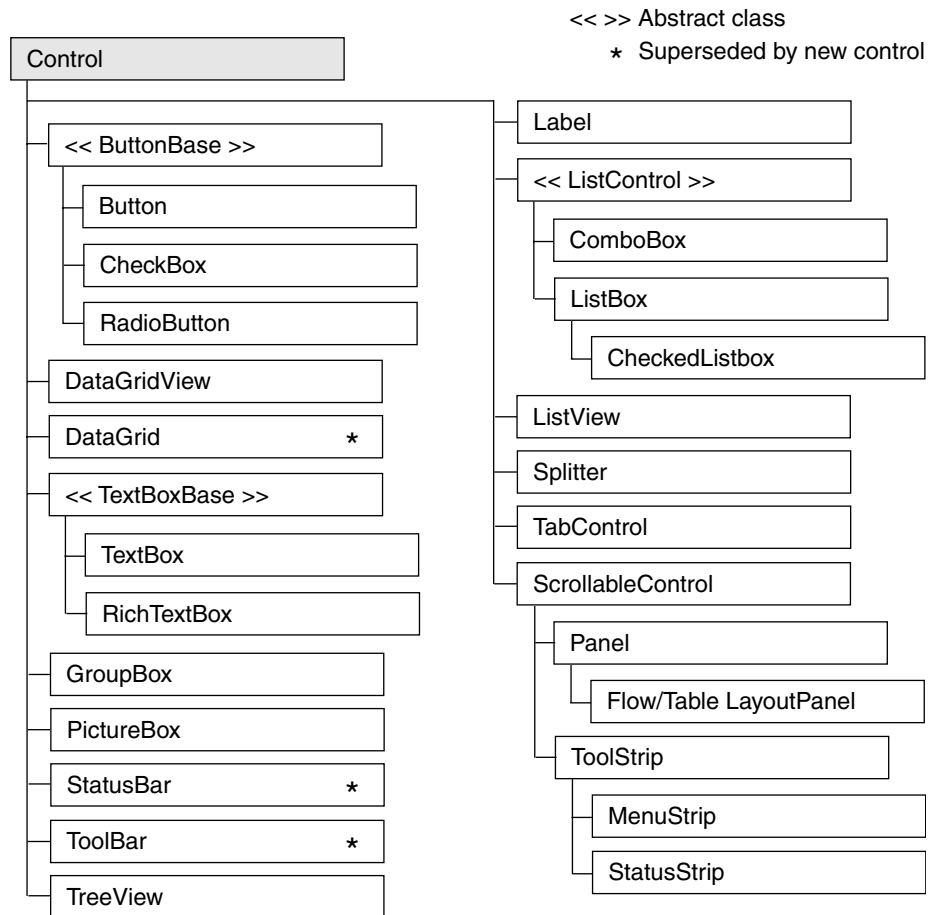 << >> Abstract class
* Superseded by new control
Control
<< ButtonBase >>
Button
CheckBox
RadioButton
DataGridView
DataGrid *
<< TextBoxBase >>
TextBox
RichTextBox
GroupBox
PictureBox
StatusBar *
ToolBar *
TreeView
Label
<< ListControl >>
ComboBox
ListBox
CheckedListbox
ListView
Splitter
TabControl
ScrollableControl
Panel
Flow/Table LayoutPanel
ToolStrip
MenuStrip
StatusStrip